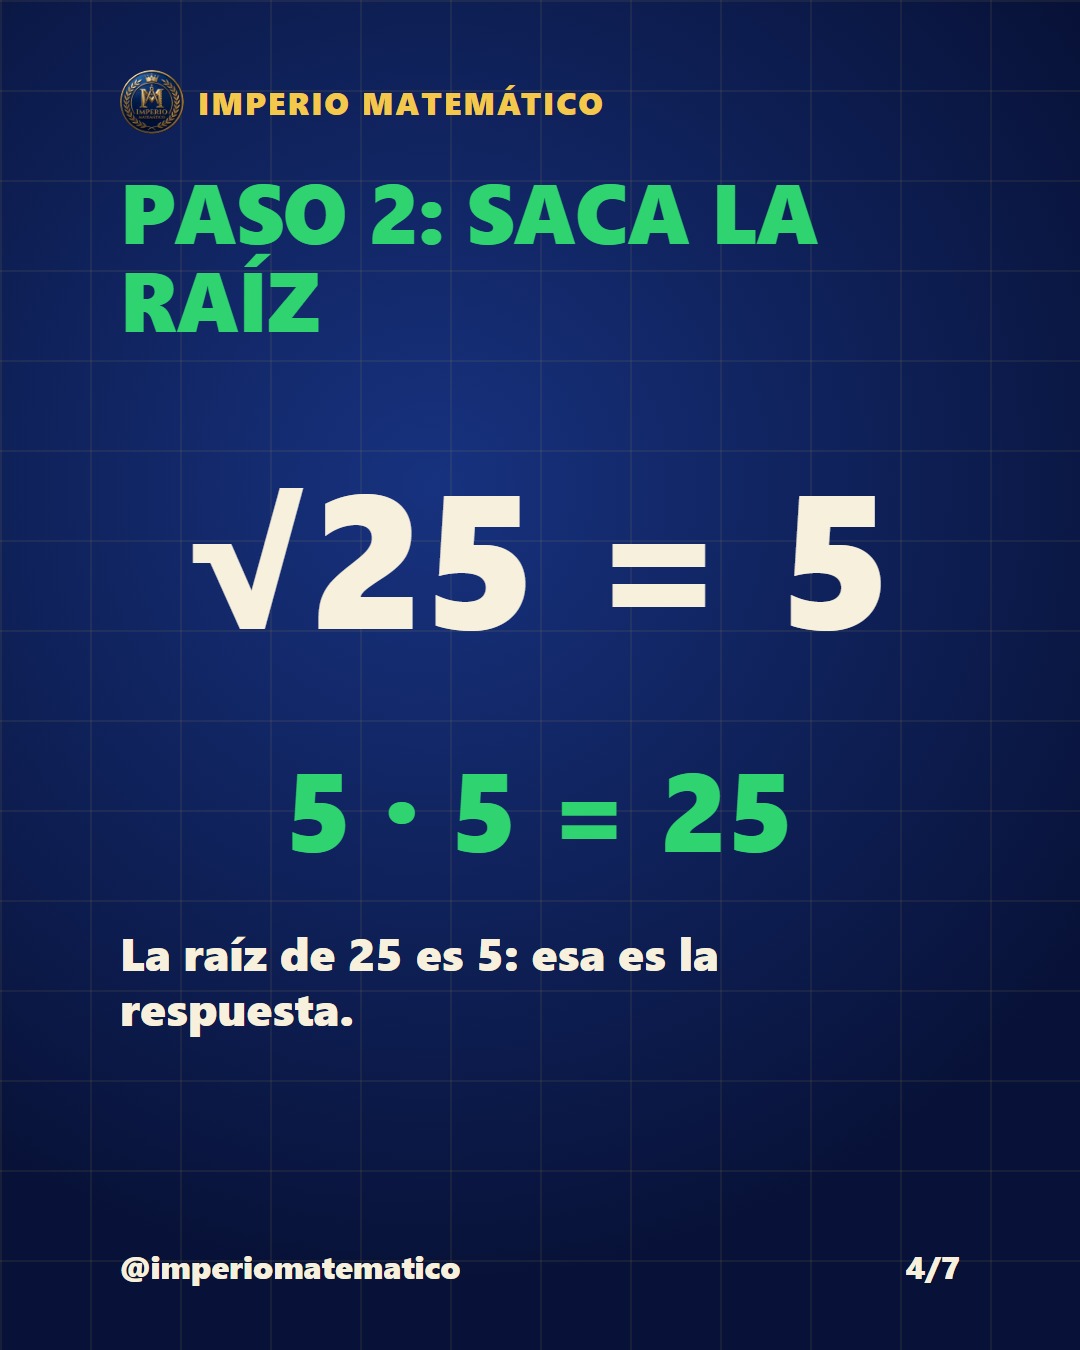 IMPERIO MATEMÁTICO
PASO 2: SACA LA
RAÍZ
√25 = 5
5 · 5 = 25
La raíz de 25 es 5: esa es la
respuesta.
@imperiomatematico
4/7